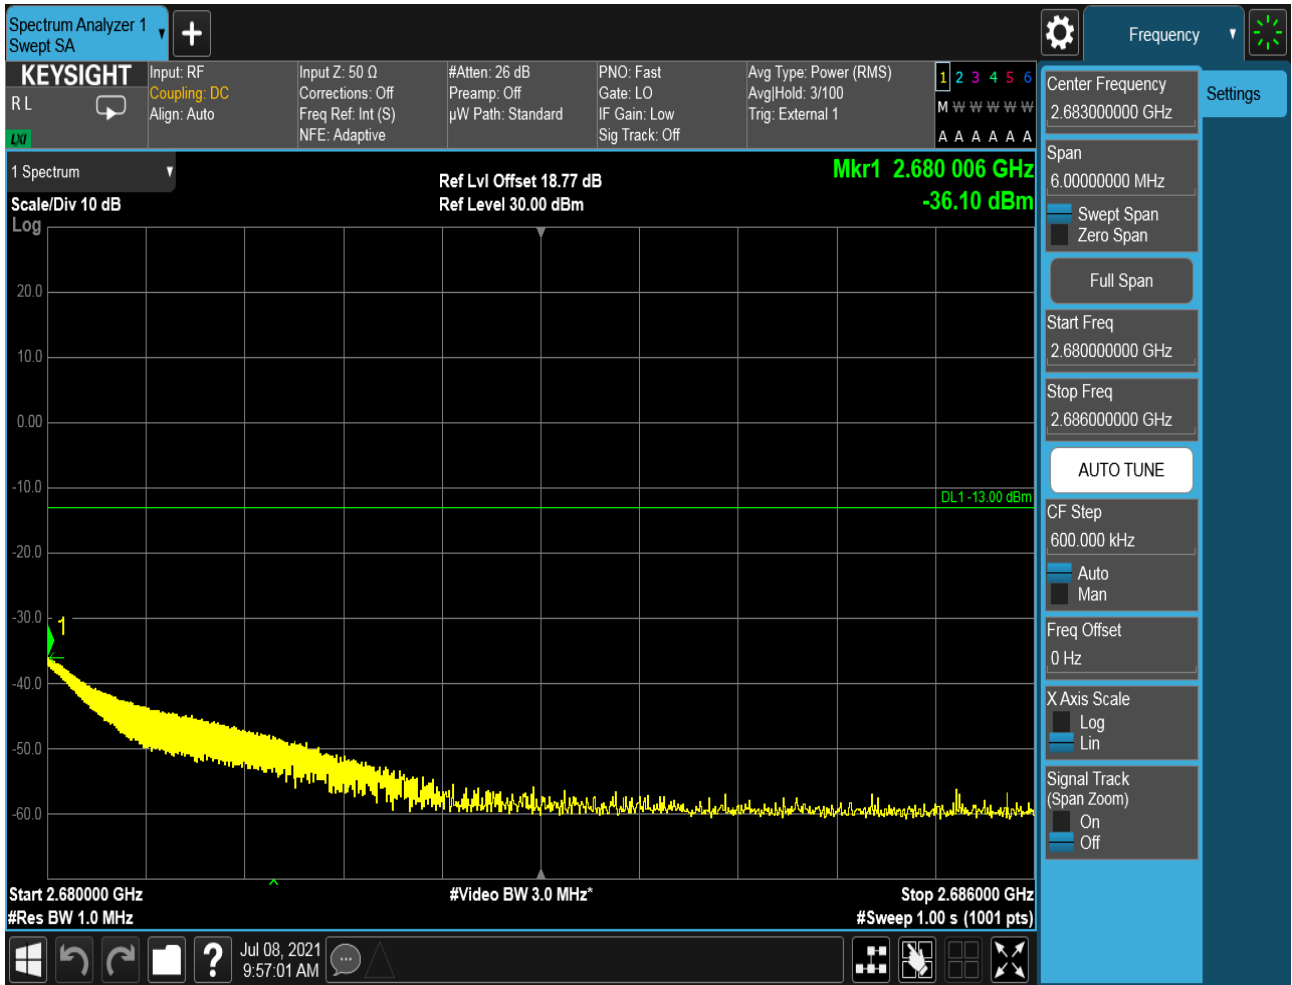 Spectrum Analyzer 1
Swept SA
Frequency
KEYSIGHT
R L
LXI
Input: RF
Coupling: DC
Align: Auto
Input Z: 50 Ω
Corrections: Off
Freq Ref: Int (S)
NFE: Adaptive
#Atten: 26 dB
Preamp: Off
µW Path: Standard
PNO: Fast
Gate: LO
IF Gain: Low
Sig Track: Off
Avg Type: Power (RMS)
Avg|Hold: 3/100
Trig: External 1
1 2 3 4 5 6
M W W W W W
A A A A A A
1 Spectrum
Scale/Div 10 dB
Log
Ref Lvl Offset 18.77 dB
Ref Level 30.00 dBm
Mkr1 2.680 006 GHz
-36.10 dBm
20.0
10.0
0.00
-10.0
DL1 -13.00 dBm
-20.0
-30.0
1
-40.0
-50.0
-60.0
Start 2.680000 GHz
#Video BW 3.0 MHz*
Stop 2.686000 GHz
#Res BW 1.0 MHz
#Sweep 1.00 s (1001 pts)
Jul 08, 2021
9:57:01 AM
Settings
Center Frequency
2.683000000 GHz
Span
6.00000000 MHz
Swept Span
Zero Span
Full Span
Start Freq
2.680000000 GHz
Stop Freq
2.686000000 GHz
AUTO TUNE
CF Step
600.000 kHz
Auto
Man
Freq Offset
0 Hz
X Axis Scale
Log
Lin
Signal Track
(Span Zoom)
On
Off